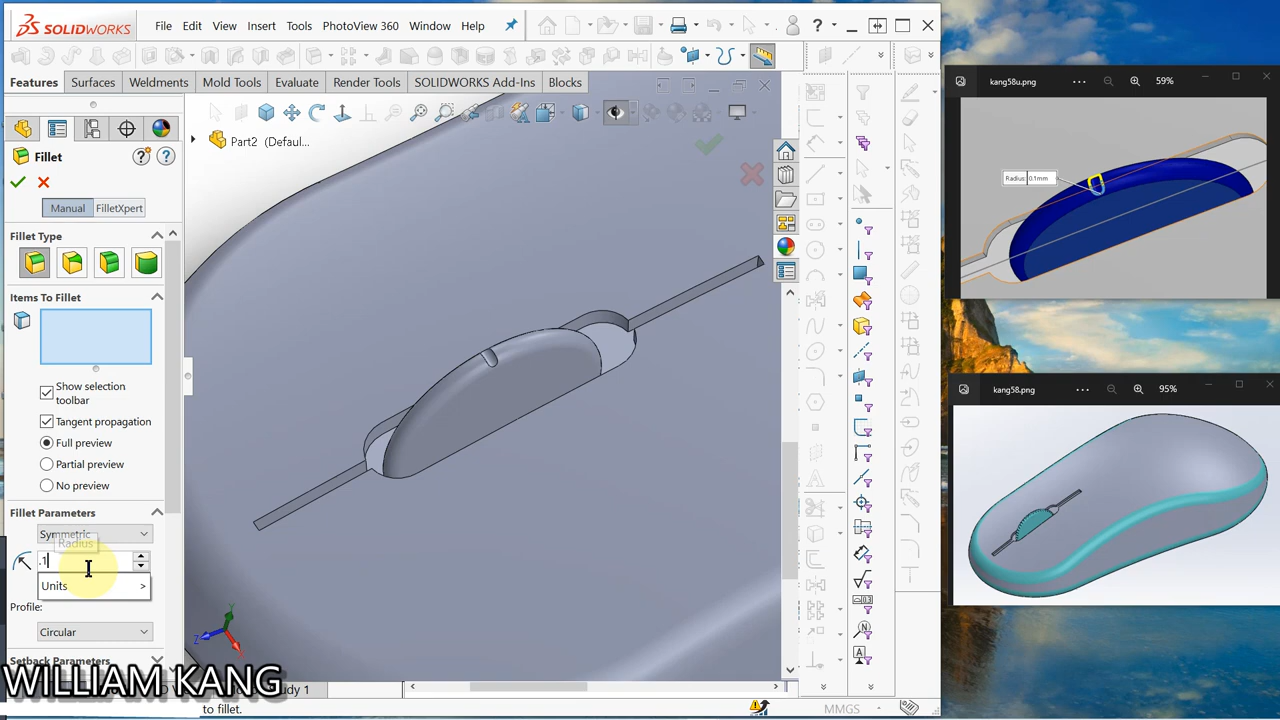 SOLIDWORKS File Edit View Insert Tools PhotoView 360 Window Help
Features Surfaces Weldments Mold Tools Evaluate Render Tools SOLIDWORKS Add-Ins Blocks
Part2 (Defaul...
Fillet
Manual FilletXpert
Fillet Type
Items To Fillet
Show selection
toolbar
Tangent propagation
Full preview
Partial preview
No preview
Fillet Parameters
Symmetric
Radius
.1
Units >
Profile:
Circular
Setback Parameters
WILLIAM KANG
udy 1
to fillet.
MMGS
Y
Z
kang58u.png ... 59%
Radius: 0.1mm
kang58.png ... 95%